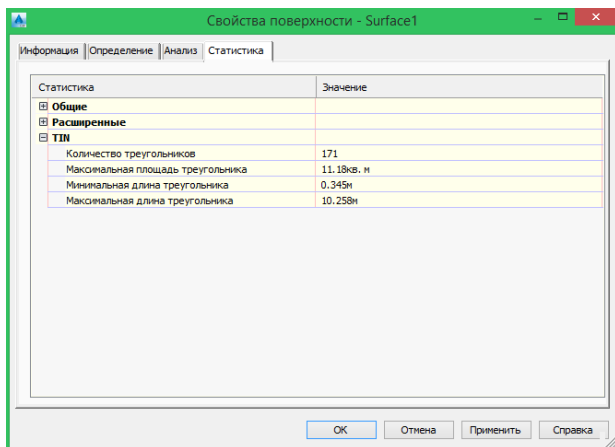 Свойства поверхности - Surface1
Информация Определение Анализ Статистика
Статистика Значение
Общие
Расширенные
TIN
Количество треугольников 171
Максимальная площадь треугольника 11.18кв. м
Минимальная длина треугольника 0.345м
Максимальная длина треугольника 10.258м
OK Отмена Применить Справка